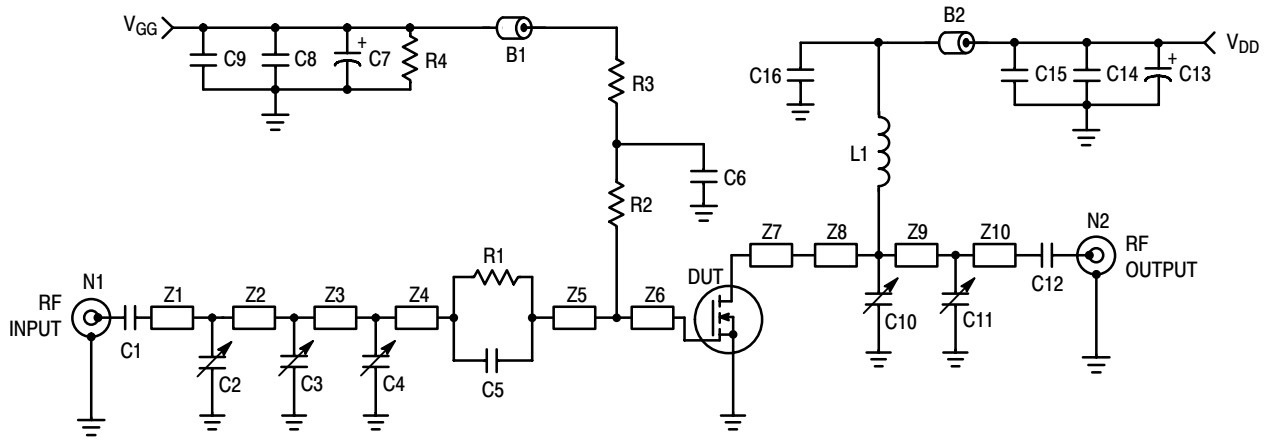 VGG
C9
C8
+
C7
R4
B1
R3
C6
R2
B2
VDD
C16
C15
C14
+
C13
L1
N1
RF
INPUT
C1
Z1
Z2
Z3
Z4
C2
C3
C4
R1
C5
Z5
Z6
DUT
Z7
Z8
Z9
Z10
C10
C11
C12
N2
RF
OUTPUT